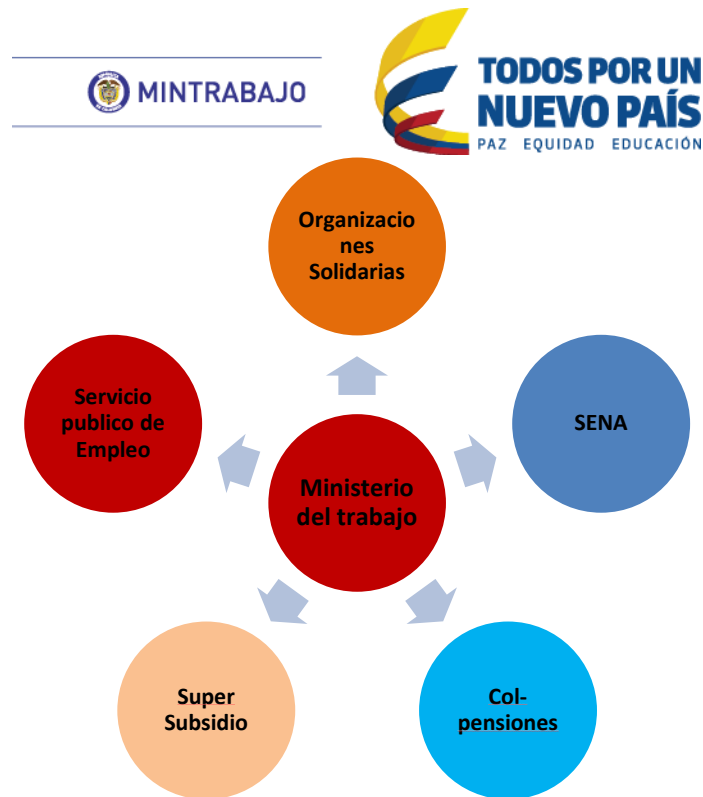 MINTRABAJO
TODOS POR UN
NUEVO PAÍS
PAZ EQUIDAD EDUCACIÓN
Organizacio
nes
Solidarias
Servicio
publico de
Empleo
SENA
Ministerio
del trabajo
Super
Subsidio
Col-
pensiones